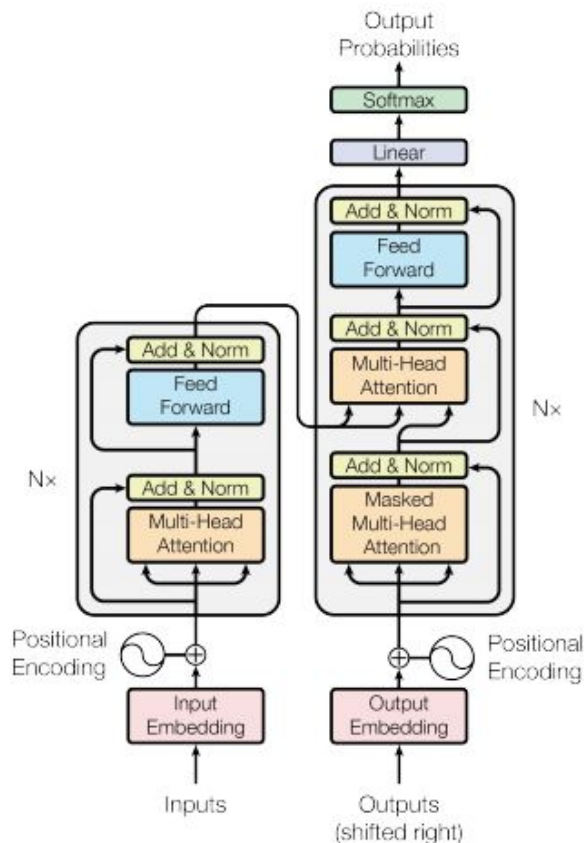 Output
Probabilities
Softmax
Linear
Add & Norm
Feed
Forward
Add & Norm
Multi-Head
Attention
Add & Norm
Masked
Multi-Head
Attention
N×
Add & Norm
Feed
Forward
Add & Norm
Multi-Head
Attention
N×
Positional
Encoding
Positional
Encoding
Input
Embedding
Output
Embedding
Inputs
Outputs
(shifted right)